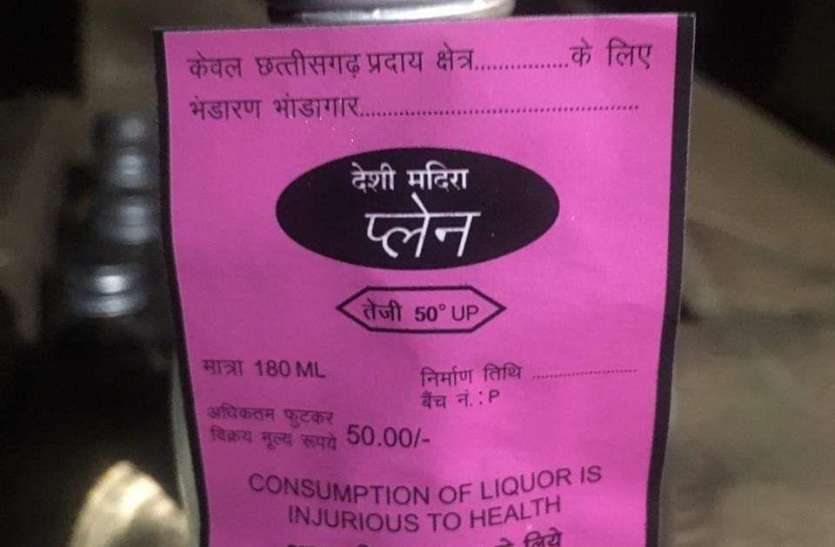 केवल छत्तीसगढ़ प्रदाय क्षेत्र................के लिए
भंडारण भांडागार.............................................
देशी मदिरा
प्लेन
तेजी 50° UP
मात्रा 180 ML
निर्माण तिथि ....................
बैंच नं. : P
अधिकतम फुटकर
विक्रय मूल्य रूपये 50.00/-
CONSUMPTION OF LIQUOR IS
INJURIOUS TO HEALTH
के लिये